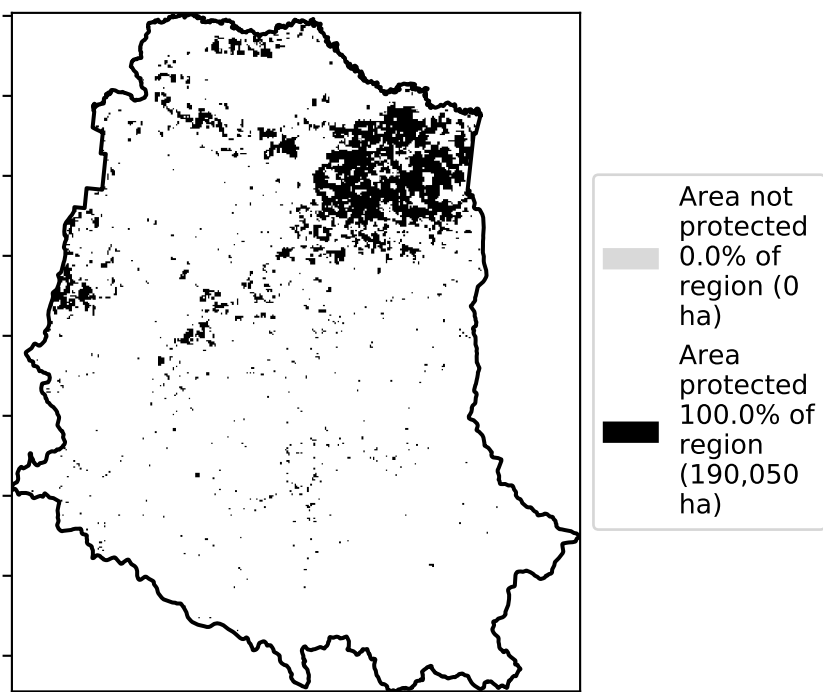 Area not
protected
0.0% of
region (0
ha)
Area
protected
100.0% of
region
(190,050
ha)